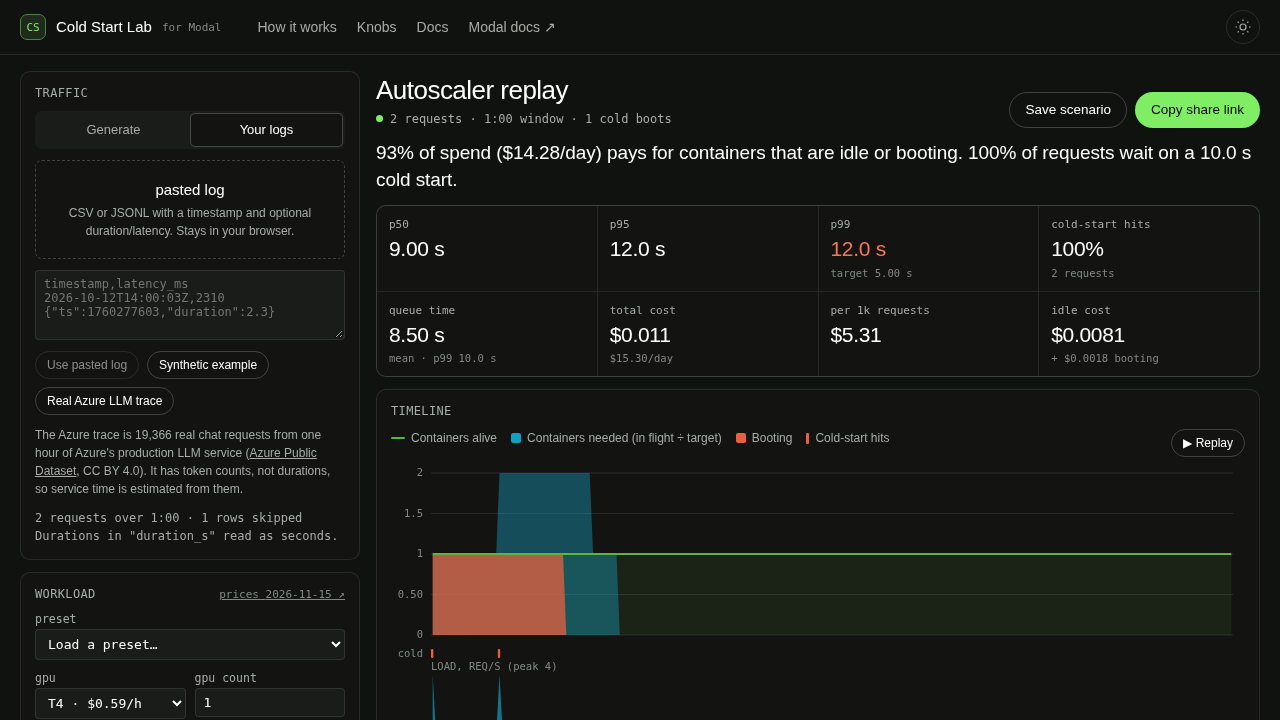 CS Cold Start Lab for Modal How it works Knobs Docs Modal docs ↗
TRAFFIC
Generate Your logs
pasted log
CSV or JSONL with a timestamp and optional
duration/latency. Stays in your browser.
timestamp,latency_ms
2026-10-12T14:00:03Z,2310
{"ts":1760277603,"duration":2.3}
Use pasted log Synthetic example
Real Azure LLM trace
The Azure trace is 19,366 real chat requests from one
hour of Azure's production LLM service (Azure Public
Dataset, CC BY 4.0). It has token counts, not durations,
so service time is estimated from them.
2 requests over 1:00 · 1 rows skipped
Durations in "duration_s" read as seconds.
WORKLOAD prices 2026-11-15 ↗
preset
Load a preset…
gpu gpu count
T4 · $0.59/h 1
Autoscaler replay
2 requests · 1:00 window · 1 cold boots
Save scenario Copy share link
93% of spend ($14.28/day) pays for containers that are idle or booting. 100% of requests wait on a 10.0 s
cold start.
p50 p95 p99 cold-start hits
9.00 s 12.0 s 12.0 s 100%
target 5.00 s 2 requests
queue time total cost per 1k requests idle cost
8.50 s $0.011 $5.31 $0.0081
mean · p99 10.0 s $15.30/day + $0.0018 booting
TIMELINE
Containers alive Containers needed (in flight ÷ target) Booting Cold-start hits
▶ Replay
2
1.5
1
0.50
0
cold
LOAD, REQ/S (peak 4)